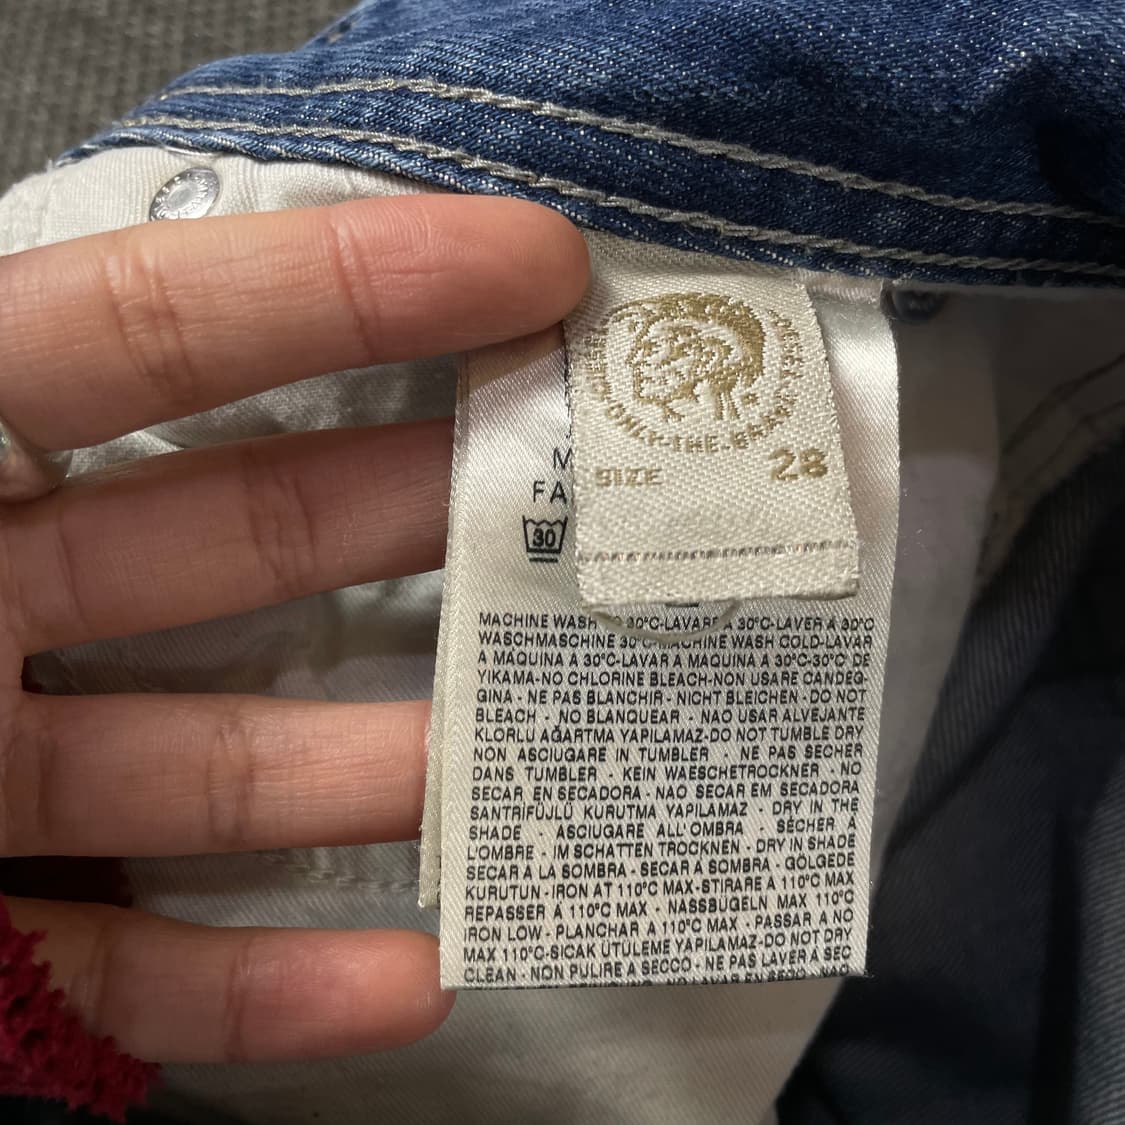 DIESEL·ONLY·THE·BRAVE
SIZE 28
M
FA
30
MACHINE WASH 30°C-LAVARE A 30°C-LAVER A 30°C
WASCHMASCHINE 30°C-MACHINE WASH COLD-LAVAR
A MAQUINA A 30°C-LAVAR A MAQUINA A 30°C-30°C DE
YIKAMA-NO CHLORINE BLEACH-NON USARE CANDEG-
GINA - NE PAS BLANCHIR - NICHT BLEICHEN - DO NOT
BLEACH - NO BLANQUEAR - NAO USAR ALVEJANTE
KLORLU AĞARTMA YAPILAMAZ-DO NOT TUMBLE DRY
NON ASCIUGARE IN TUMBLER - NE PAS SECHER
DANS TUMBLER - KEIN WAESCHETROCKNER - NO
SECAR EN SECADORA - NAO SECAR EM SECADORA
SANTRIFÜJLÜ KURUTMA YAPILAMAZ - DRY IN THE
SHADE - ASCIUGARE ALL'OMBRA - SÉCHER A
L'OMBRE - IM SCHATTEN TROCKNEN - DRY IN SHADE
SECAR A LA SOMBRA - SECAR A SOMBRA - GÖLGEDE
KURUTUN-IRON AT 110°C MAX-STIRARE A 110°C MAX
REPASSER Á 110°C MAX - NASSBÜGELN MAX 110°C
IRON LOW - PLANCHAR A 110°C MAX - PASSAR A NO
MAX 110°C-SICAK UTULEME YAPILAMAZ-DO NOT DRY
CLEAN - NON PULIRE A SECCO - NE PAS LAVER À SEC